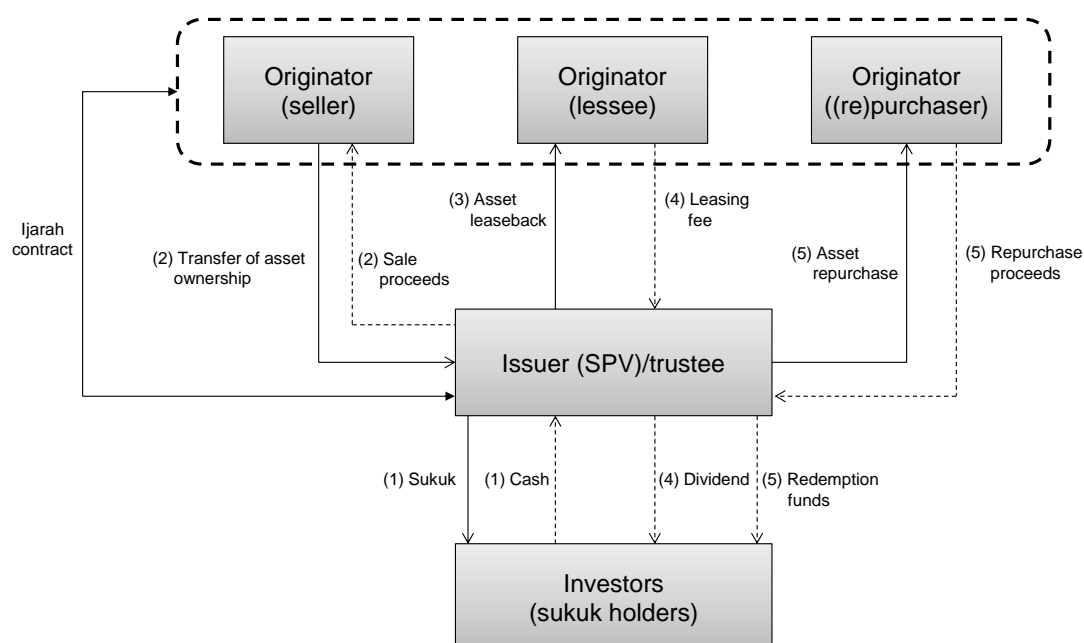 Originator
(seller)
Originator
(lessee)
Originator
((re)purchaser)
Ijarah
contract
(2) Transfer of asset
ownership
(2) Sale
proceeds
(3) Asset
leaseback
(4) Leasing
fee
(5) Asset
repurchase
(5) Repurchase
proceeds
Issuer (SPV)/trustee
(1) Sukuk
(1) Cash
(4) Dividend
(5) Redemption
funds
Investors
(sukuk holders)